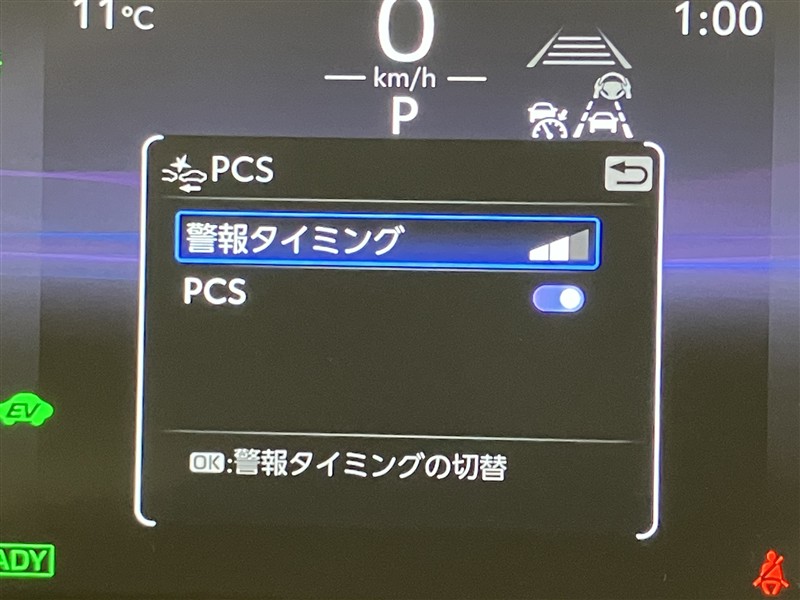 11℃
0
1:00
km/h
P
PCS
警報タイミング
PCS
EV
OK:警報タイミングの切替
ADY